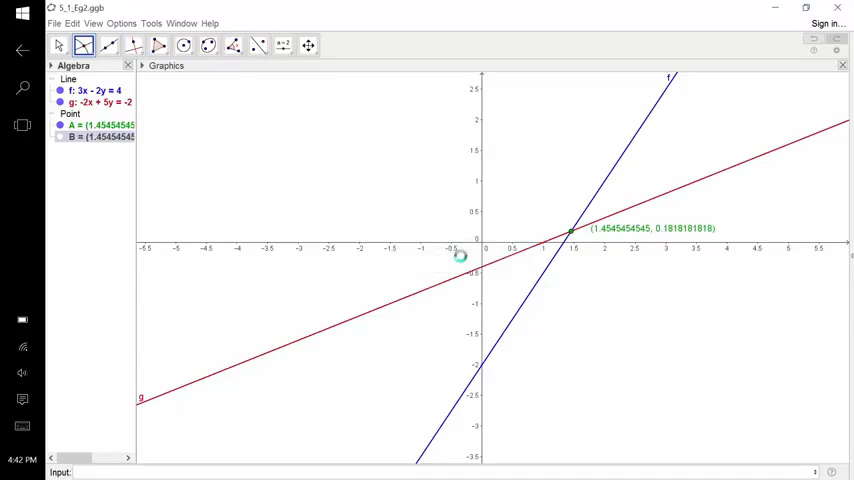 5_1_Eg2.ggb
File Edit View Options Tools Window Help
Sign in...
a=2
Algebra
Graphics
Line
f: 3x - 2y = 4
g: -2x + 5y = -2
Point
A = (1.45454545
B = (1.45454545
f
g
(1.4545454545, 0.1818181818)
2.5
2
1.5
1
0.5
0
-0.5
-1
-1.5
-2
-2.5
-3
-3.5
-5.5 -5 -4.5 -4 -3.5 -3 -2.5 -2 -1.5 -1 -0.5 0 0.5 1 1.5 2 2.5 3 3.5 4 4.5 5 5.5
4:42 PM
Input: